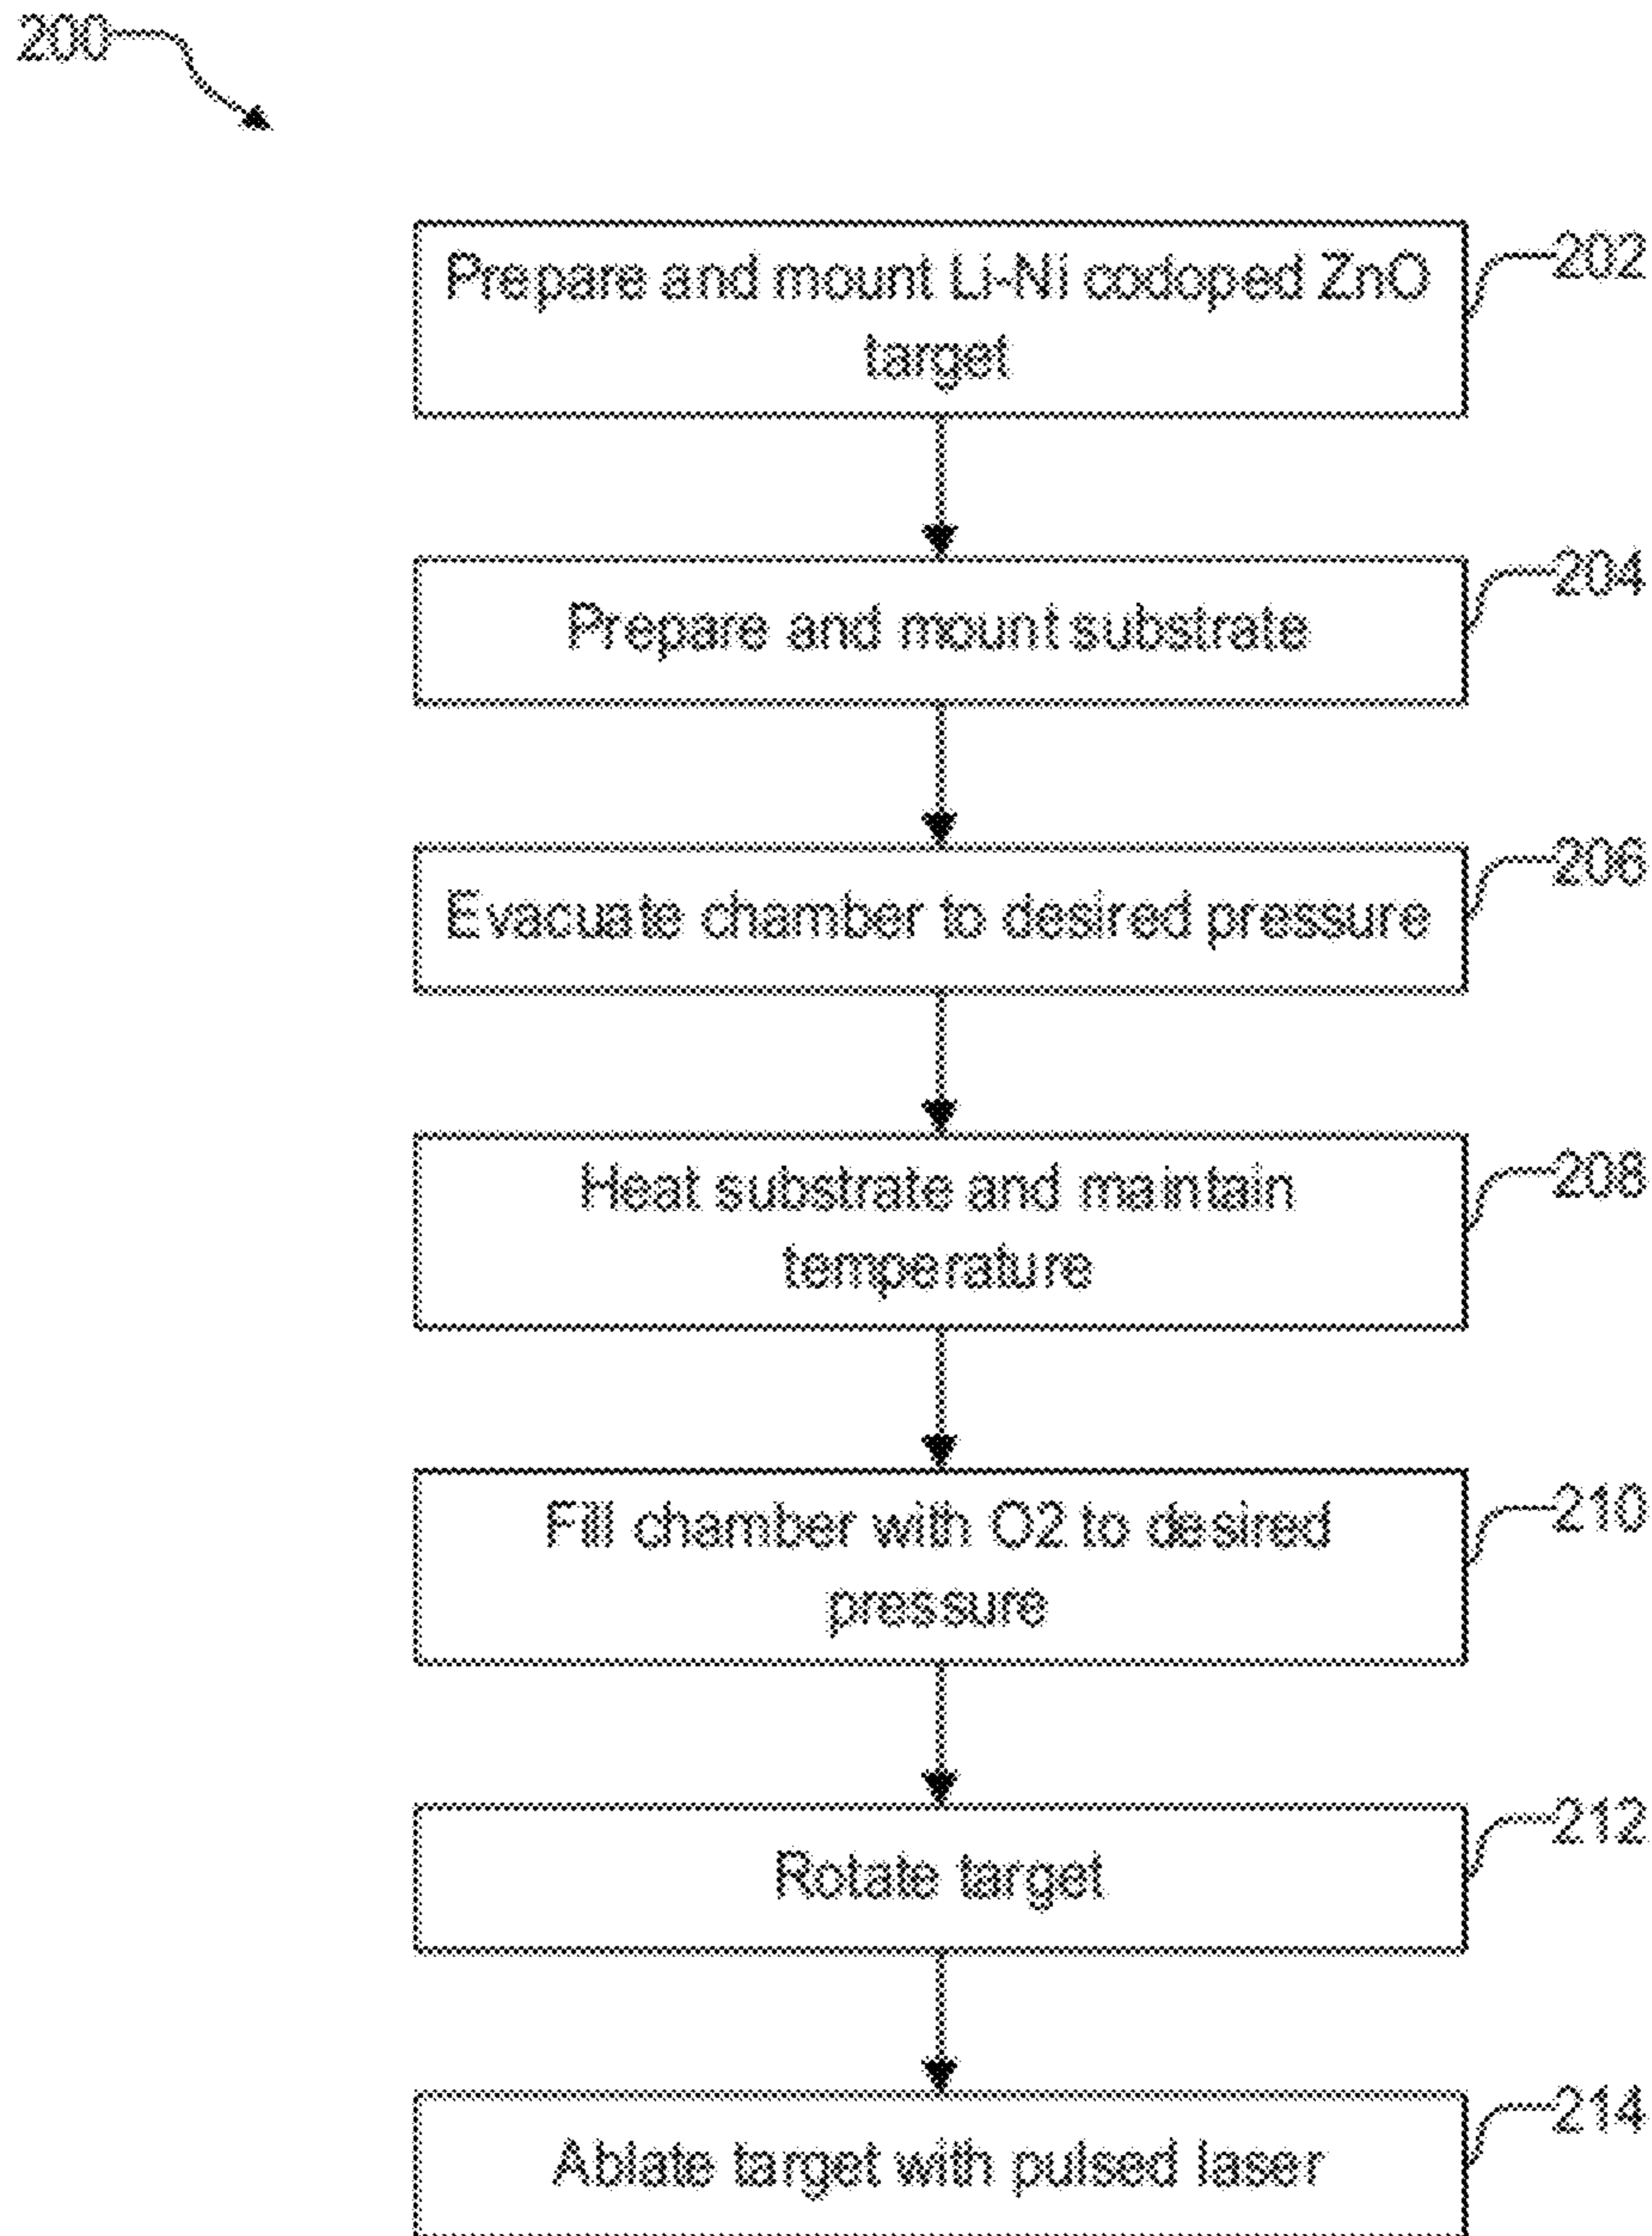 200
Prepare and mount Li-Ni codoped ZnO
target
202
Prepare and mount substrate
204
Evacuate chamber to desired pressure
206
Heat substrate and maintain
temperature
208
Fill chamber with O2 to desired
pressure
210
Rotate target
212
Ablate target with pulsed laser
214